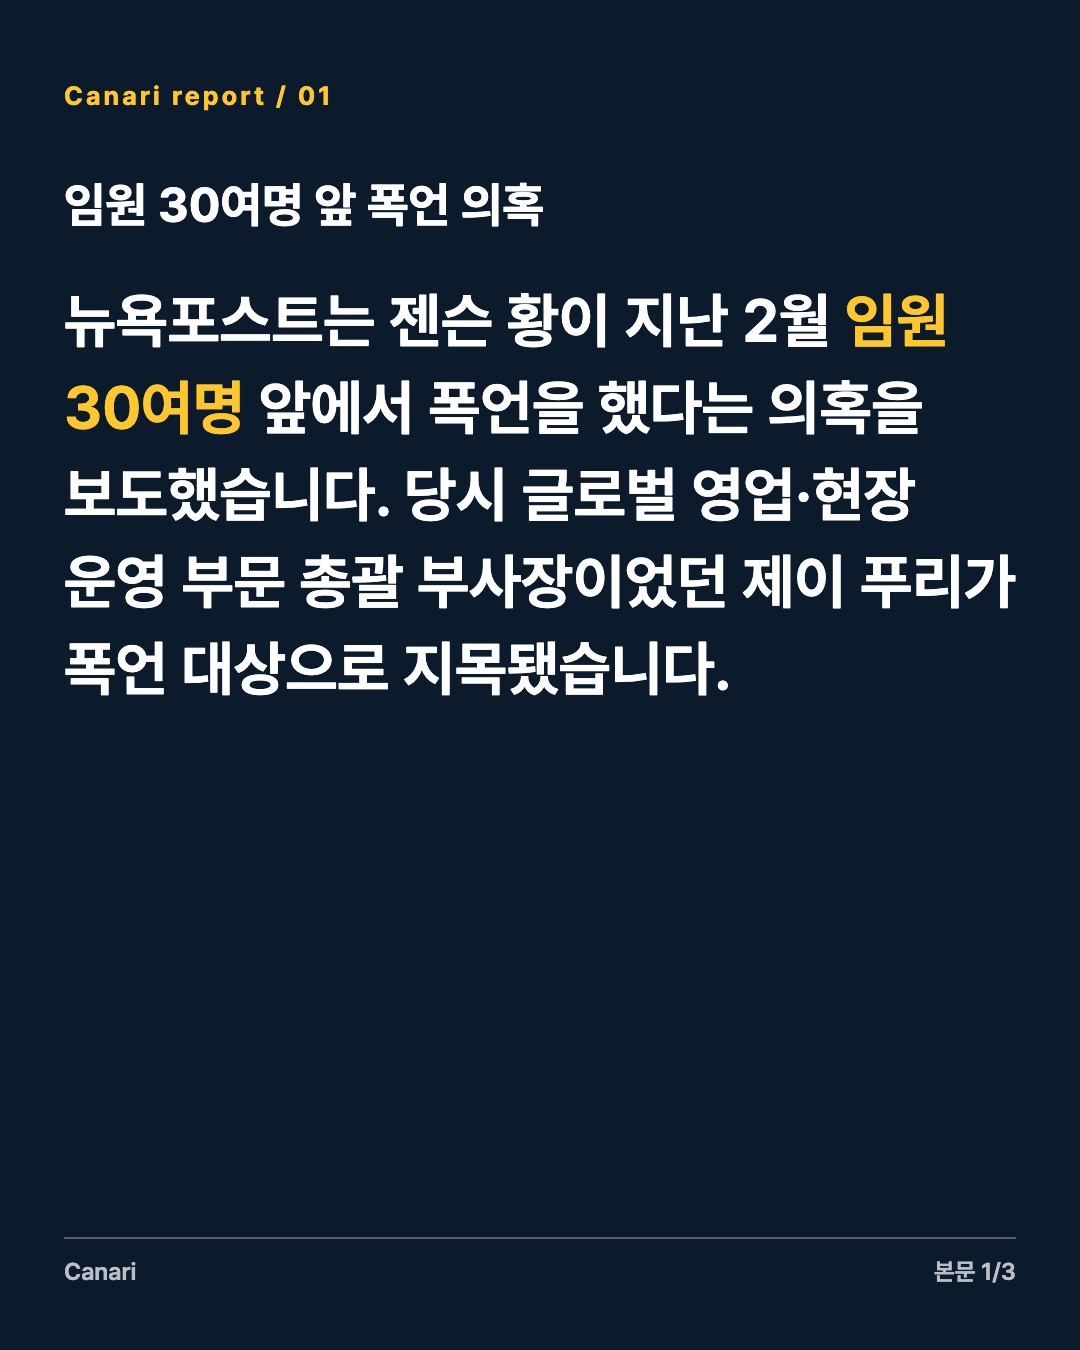 Canari report / 01
임원 30여명 앞 폭언 의혹
뉴욕포스트는 젠슨 황이 지난 2월 임원
30여명 앞에서 폭언을 했다는 의혹을
보도했습니다. 당시 글로벌 영업·현장
운영 부문 총괄 부사장이었던 제이 푸리가
폭언 대상으로 지목됐습니다.
Canari
본문 1/3